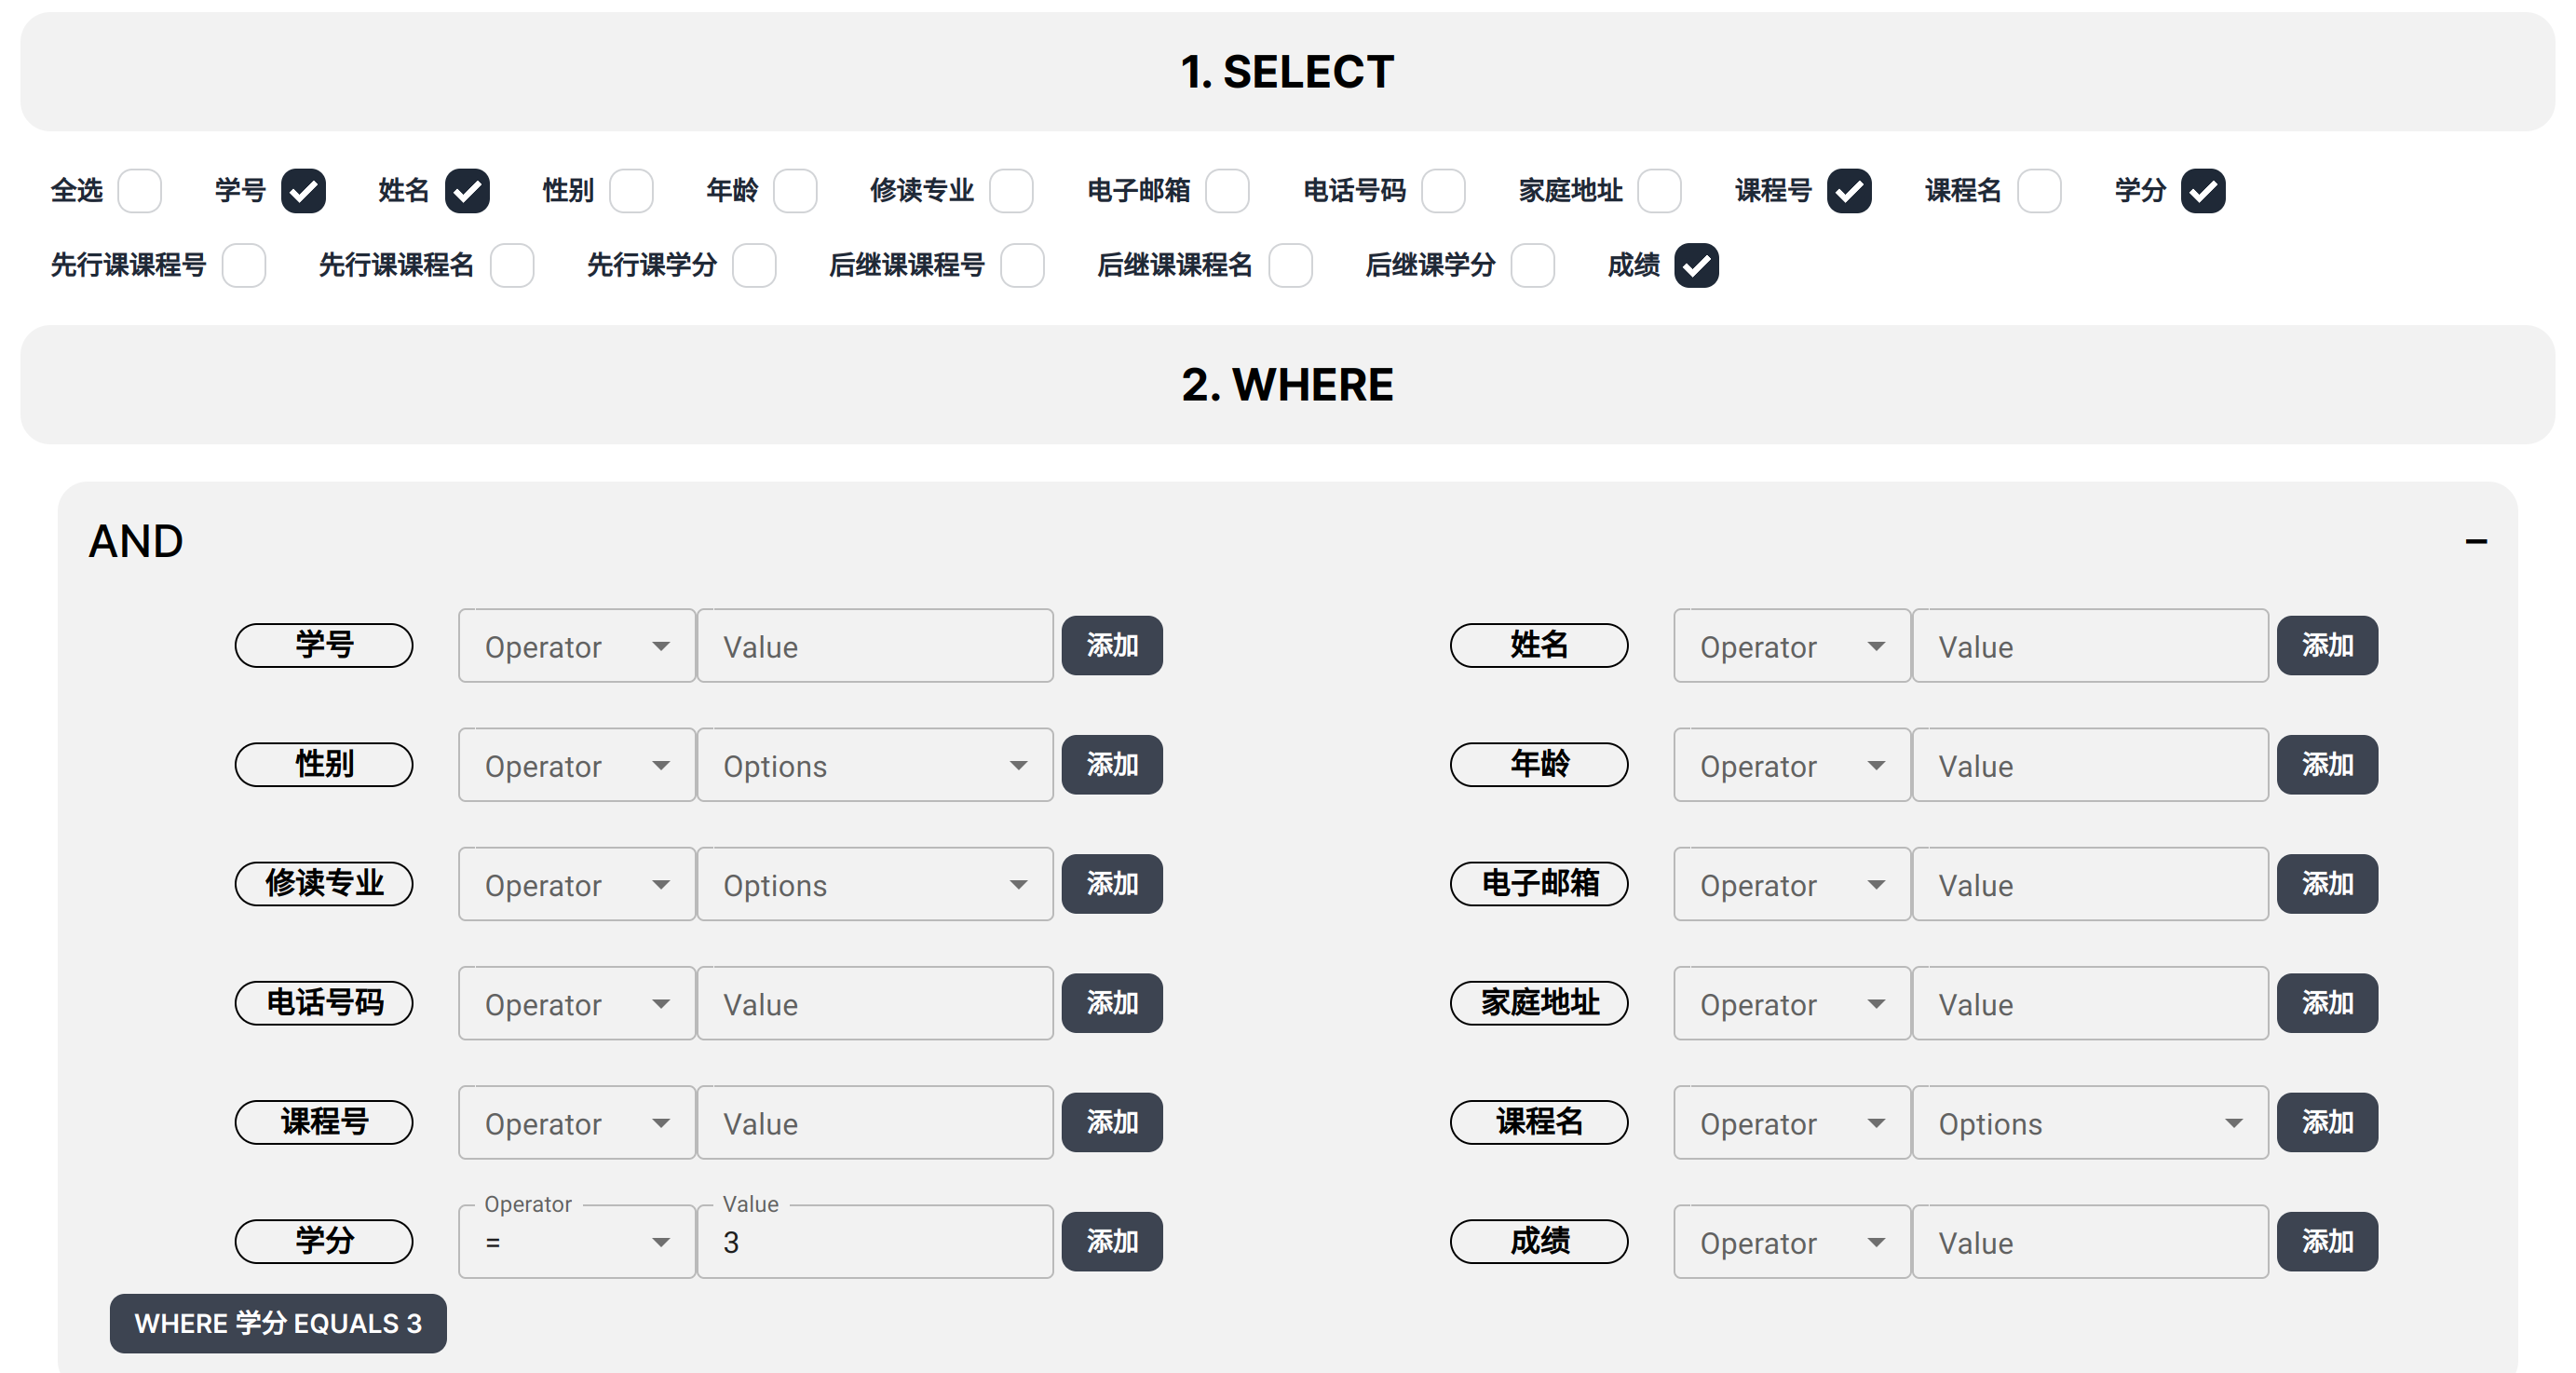 1. SELECT
全选 学号 姓名 性别 年龄 修读专业 电子邮箱 电话号码 家庭地址 课程号 课程名 学分
先行课课程号 先行课课程名 先行课学分 后继课课程号 后继课课程名 后继课学分 成绩
2. WHERE
AND –
学号 Operator Value 添加 姓名 Operator Value 添加
性别 Operator Options 添加 年龄 Operator Value 添加
修读专业 Operator Options 添加 电子邮箱 Operator Value 添加
电话号码 Operator Value 添加 家庭地址 Operator Value 添加
课程号 Operator Value 添加 课程名 Operator Options 添加
Operator Value
学分 = 3 添加 成绩 Operator Value 添加
WHERE 学分 EQUALS 3